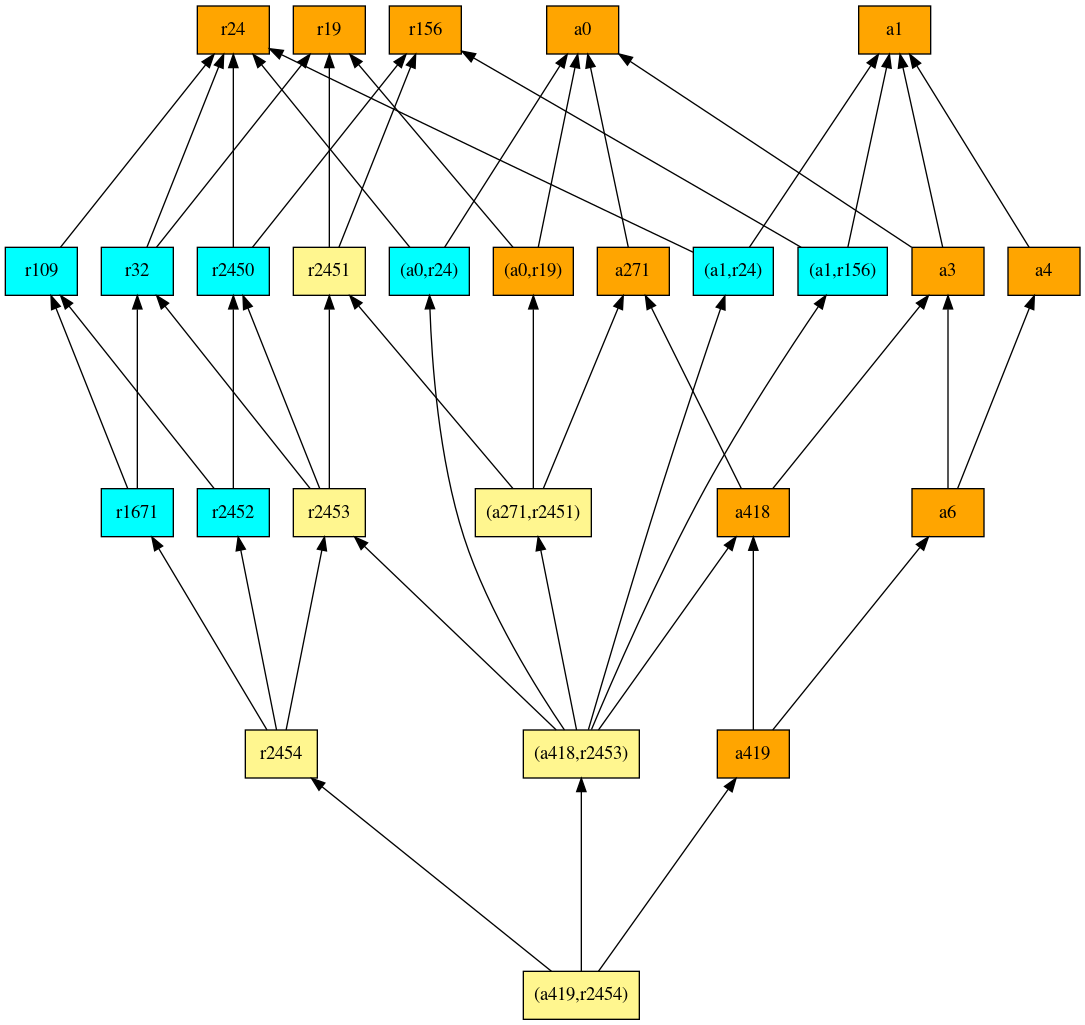 r24
r19
r156
a0
a1
r109
r32
r2450
r2451
(a0,r24)
(a0,r19)
a271
(a1,r24)
(a1,r156)
a3
a4
r1671
r2452
r2453
(a271,r2451)
a418
a6
r2454
(a418,r2453)
a419
(a419,r2454)